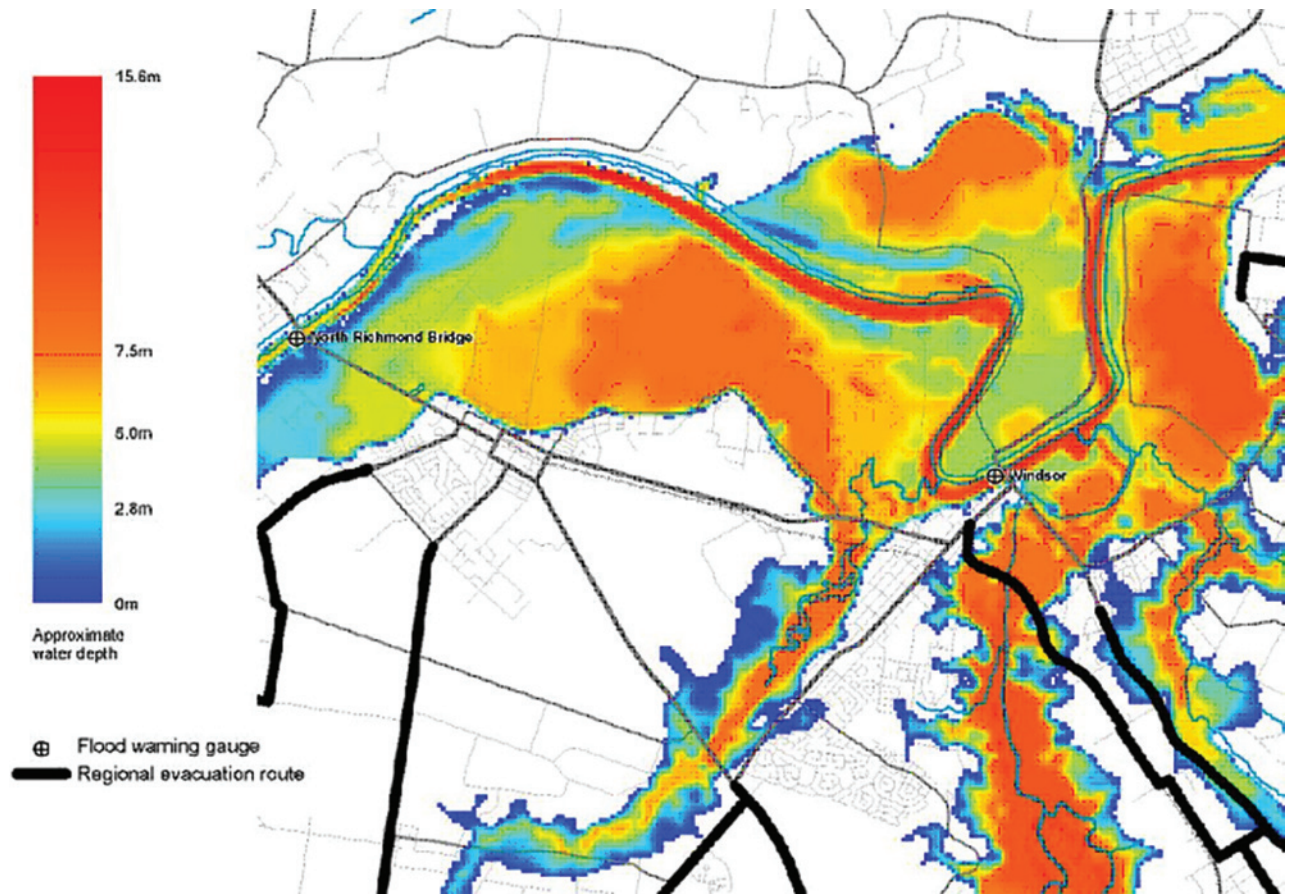 15.6m
7.5m
5.0m
2.8m
0m
Approximate
water depth
Flood warning gauge
Regional evacuation route
North Richmond Bridge
Windsor